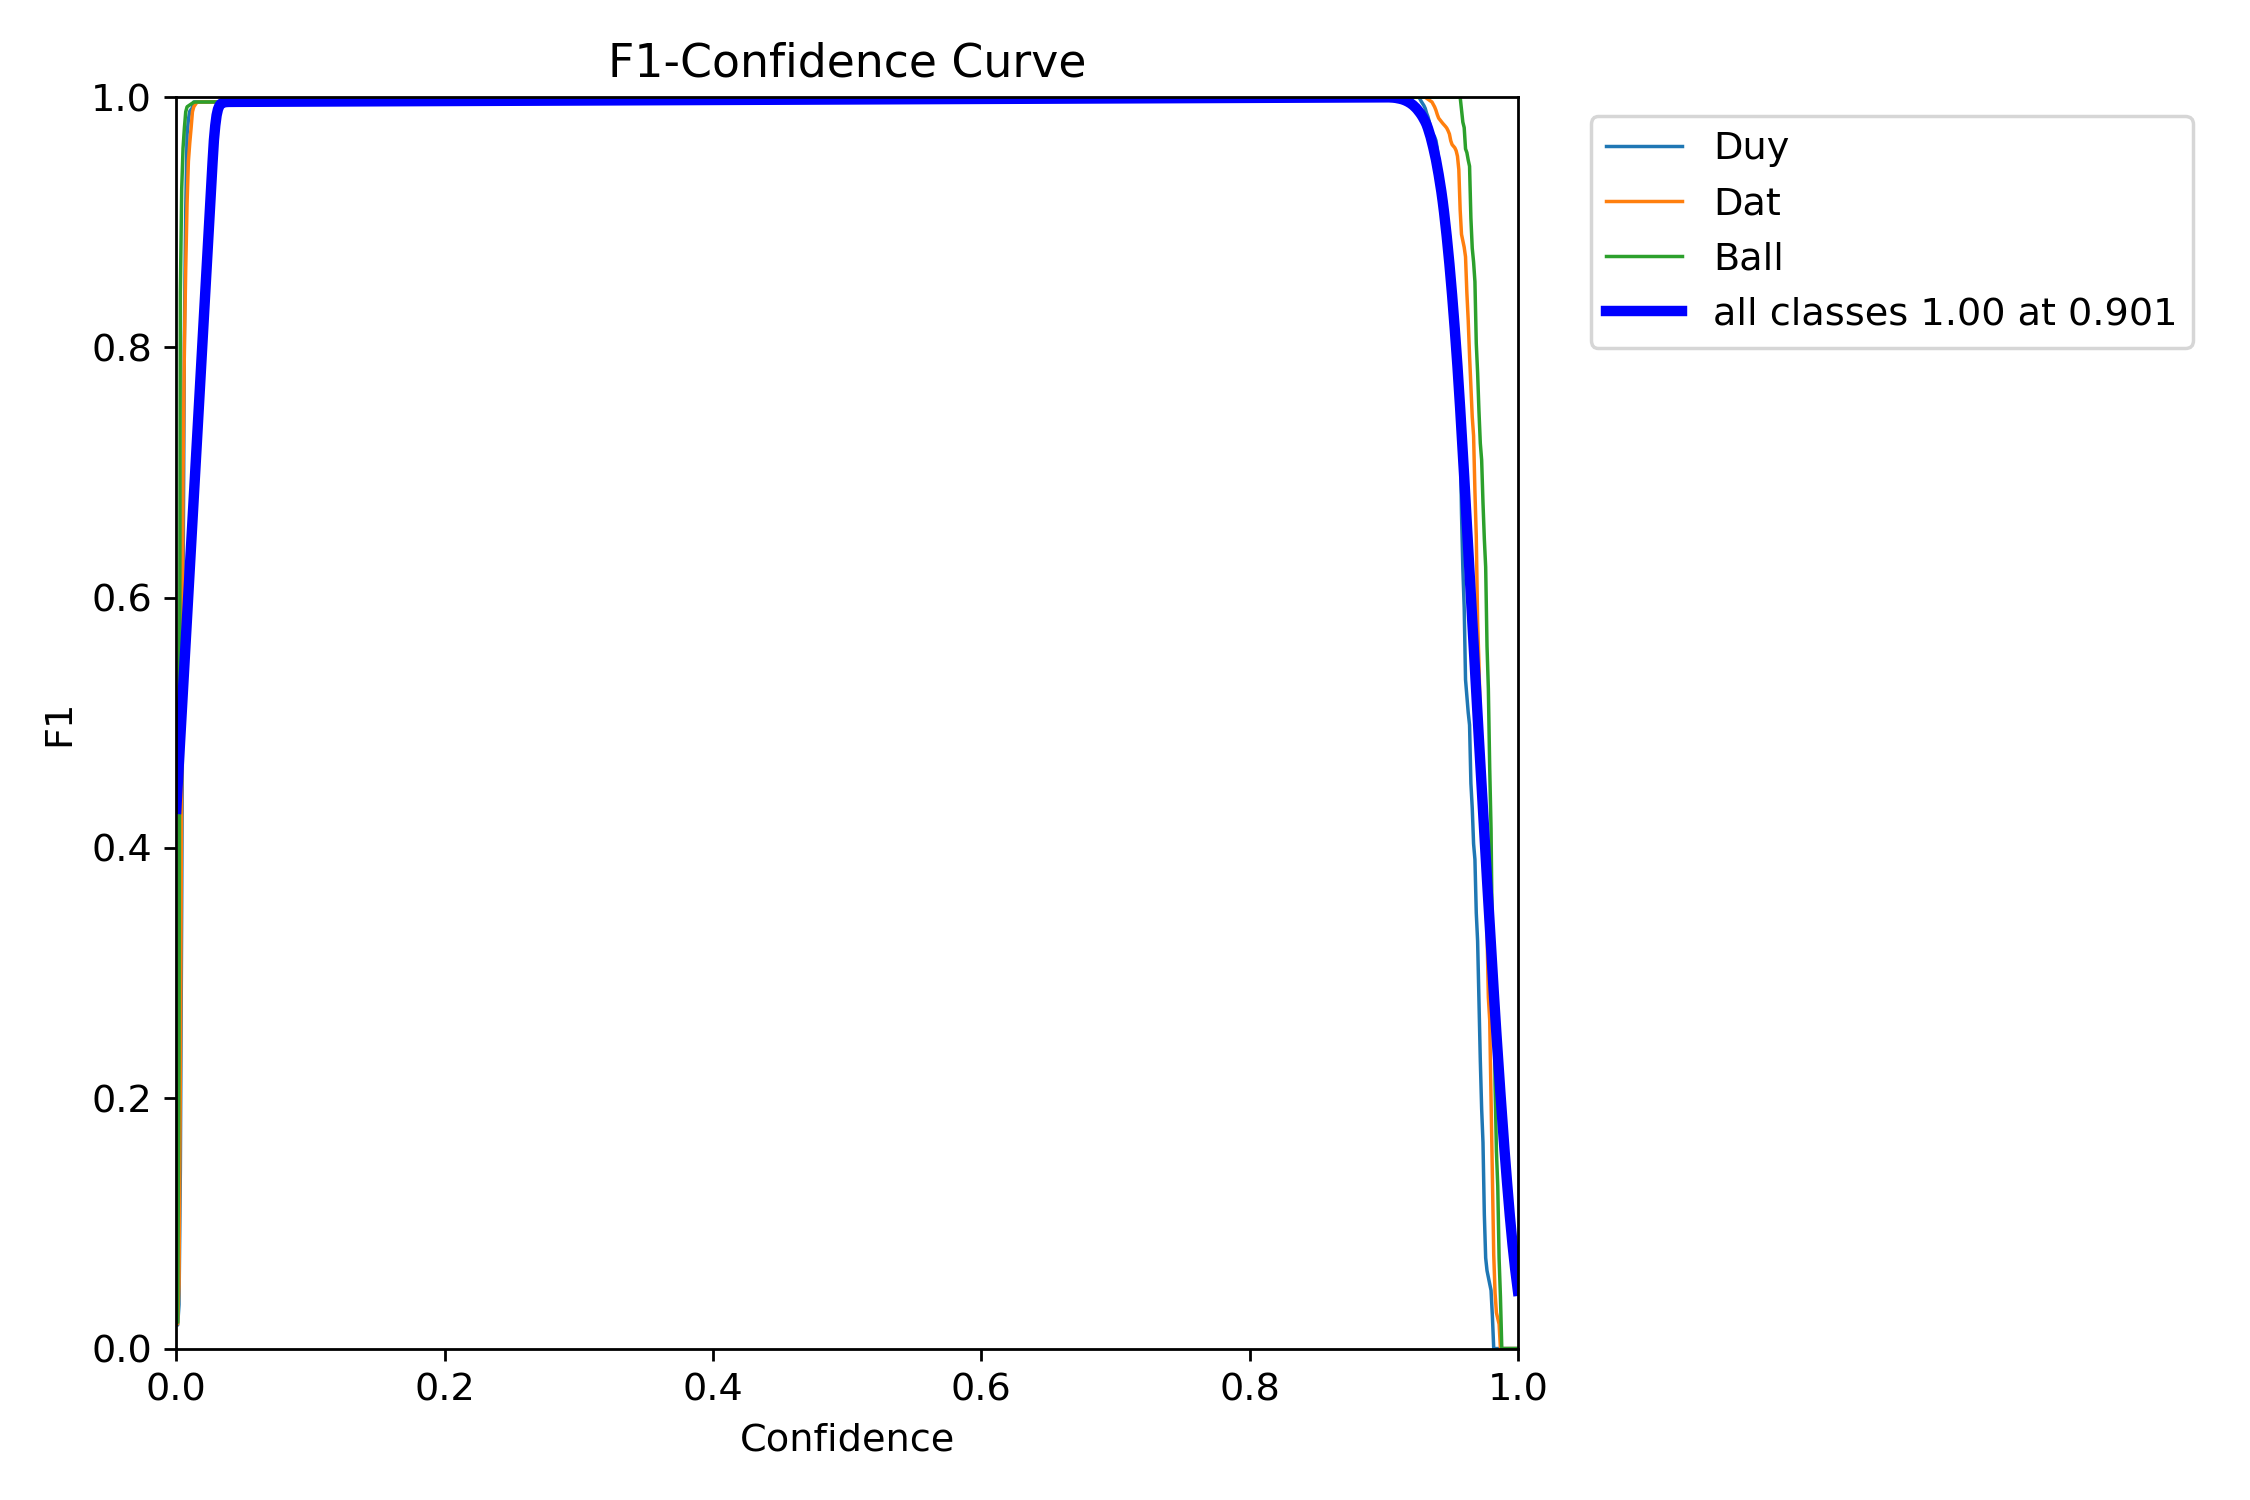 F1-Confidence Curve
1.0
0.8
0.6
0.4
0.2
0.0
F1
0.0 0.2 0.4 0.6 0.8 1.0
Confidence
Duy
Dat
Ball
all classes 1.00 at 0.901